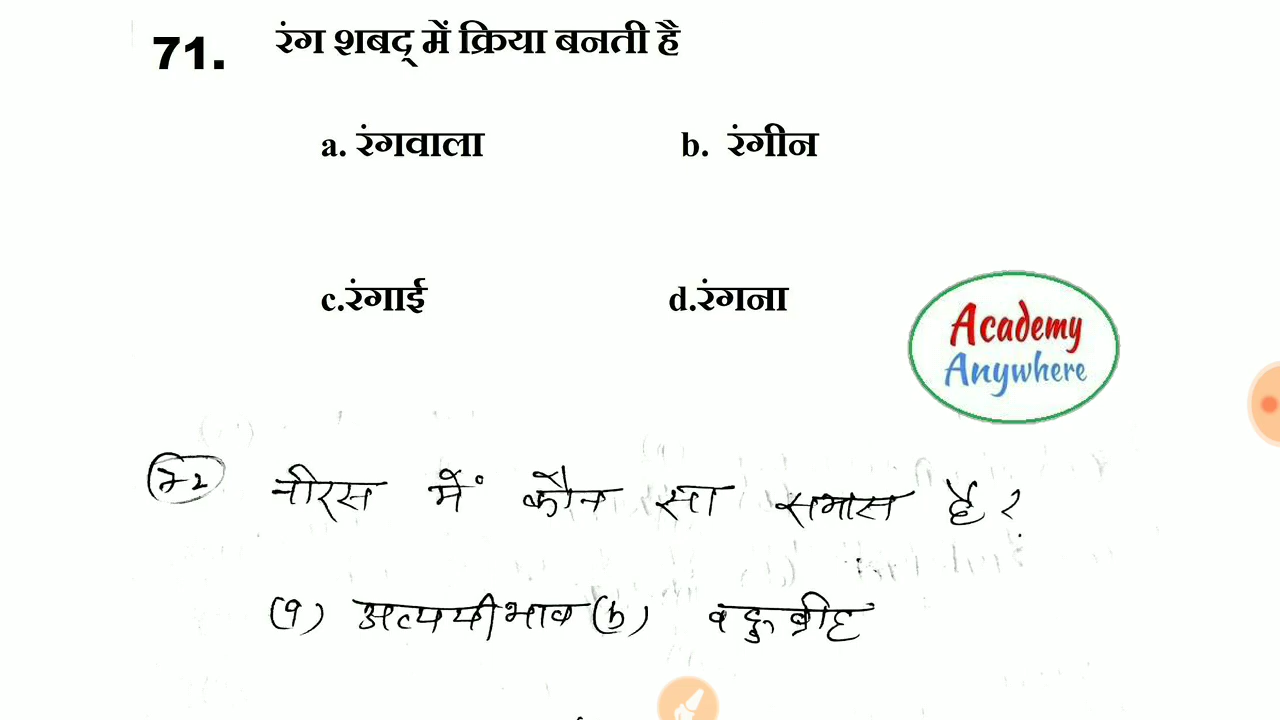 71. रंग शबद् में क्रिया बनती है
a. रंगवाला b. रंगीन
c.रंगाई d.रंगना
Academy
Anywhere
72 नीरस में कौन सा समास है ?
(a) अव्ययीभाव (b) बहुव्रीह